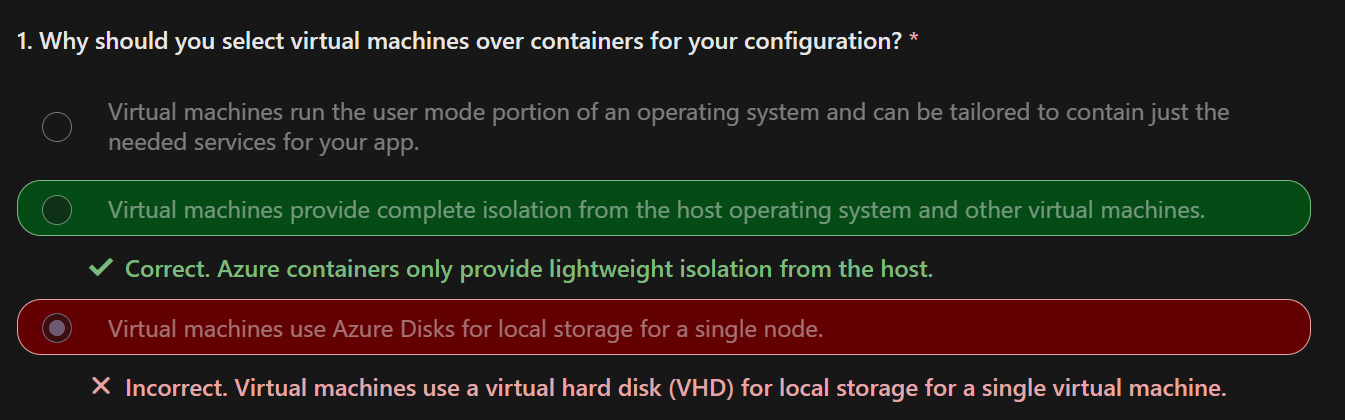 1. Why should you select virtual machines over containers for your configuration? *
Virtual machines run the user mode portion of an operating system and can be tailored to contain just the
needed services for your app.
Virtual machines provide complete isolation from the host operating system and other virtual machines.
Correct. Azure containers only provide lightweight isolation from the host.
Virtual machines use Azure Disks for local storage for a single node.
Incorrect. Virtual machines use a virtual hard disk (VHD) for local storage for a single virtual machine.